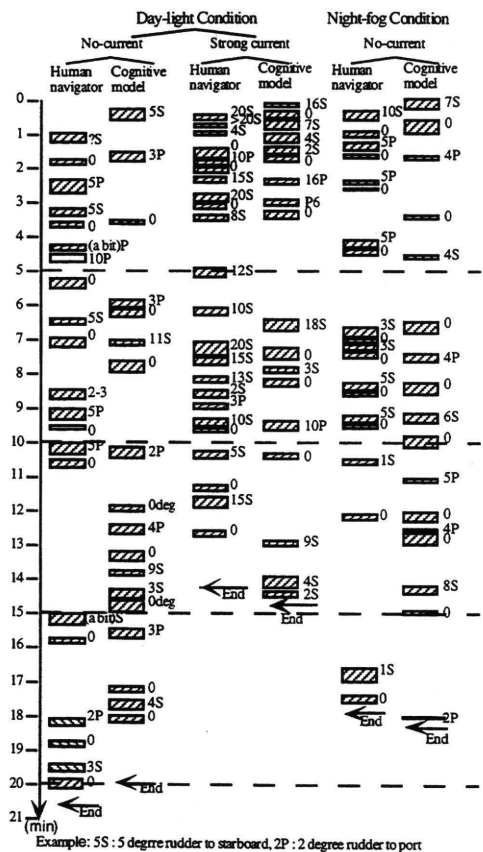 Day-light Condition Night-fog Condition
No-current Strong current No-current
Human navigator Cognitive model Human navigator Cognitive model Human navigator Cognitive model
0
5S 20S 16S 10S 7S
5-20S 0
1
4S 7S 0 0
?S 4S 5P
0 3P 10P 2S 0 4P
2
0
5P 15S 16P 5P
0
3
20S P6
5S 0 0
0 0 8S 0
4
(a bit)P 5P
10P 0 4S
5
12S
0
6
3P
0 10S
5S 18S 3S 0
7
0 11S 20S 0
3S
15S 0 0 4P
0 3S
8
13S 0 5S 0
2-3 2S 0
3P
9
5P 10S 10P 5S 6S
0 0 0
10
5P 2P 5S 0 0
0 1S
11
0 5P
15S
12
0deg 0 0
4P 0 4P
0
13
0 9S
9S
14
3S End 4S 8S
0deg 2S
End
15
(a bit)S 0
0 3P
16
17
1S
0 0
4S
18
2P 0 End 2P
End
19
0
3S
20
0 End
End
21
(min)
Example: 5S : 5 degrre rudder to starboard, 2P : 2 degree rudder to port